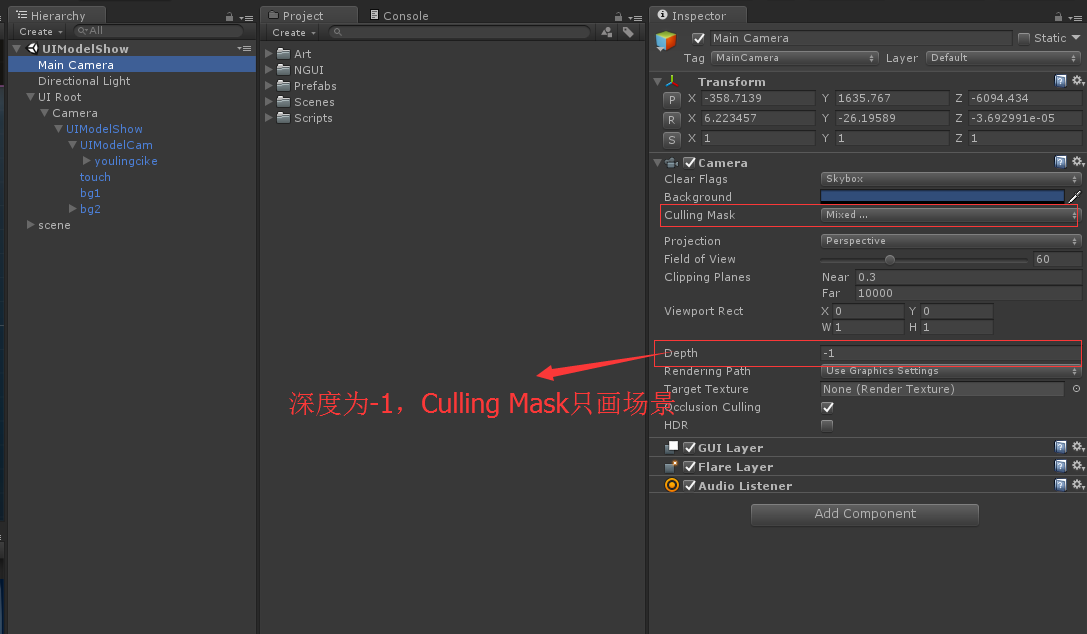 Hierarchy
Create
All
UIModelShow
Main Camera
Directional Light
UI Root
Camera
UIModelShow
UIModelCam
youlingcike
touch
bg1
bg2
scene
Project
Console
Create
Art
NGUI
Prefabs
Scenes
Scripts
Inspector
Main Camera
Static
Tag MainCamera Layer Default
Transform
P X -358.7139 Y 1635.767 Z -6094.434
R X 6.223457 Y -26.19589 Z -3.692991e-05
S X 1 Y 1 Z 1
Camera
Clear Flags Skybox
Background
Culling Mask Mixed ...
Projection Perspective
Field of View 60
Clipping Planes Near 0.3
Far 10000
Viewport Rect X 0 Y 0
W 1 H 1
Depth -1
Rendering Path Use Graphics Settings
Target Texture None (Render Texture)
Occlusion Culling
HDR
深度为-1，Culling Mask只画场景
GUI Layer
Flare Layer
Audio Listener
Add Component